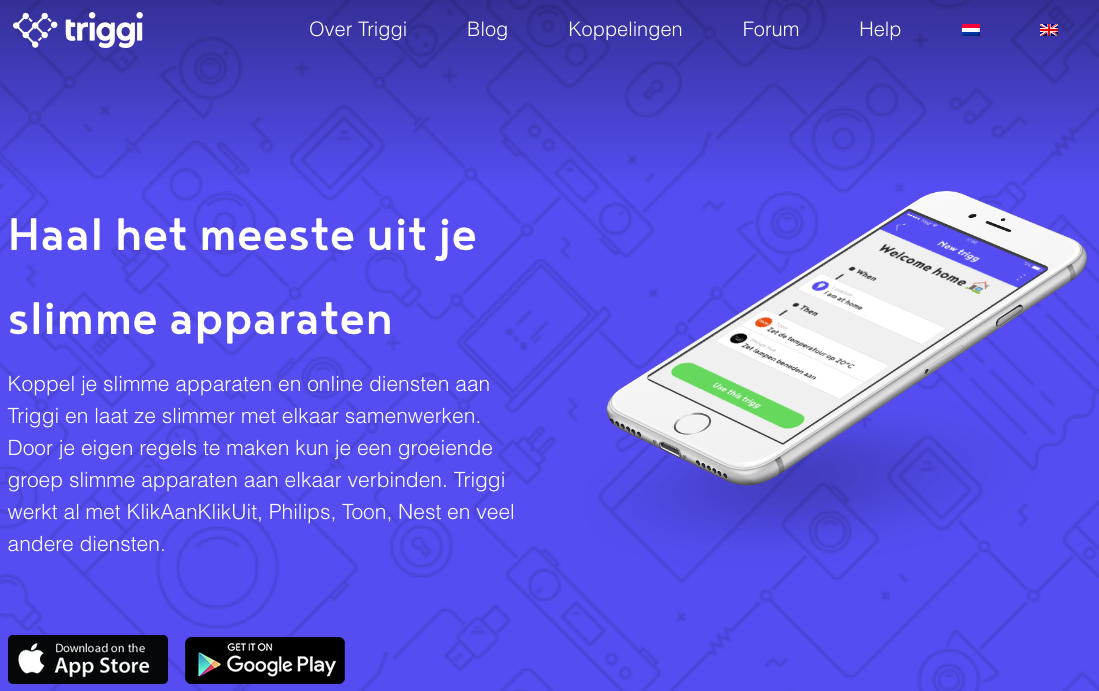 triggi
Over Triggi
Blog
Koppelingen
Forum
Help
Haal het meeste uit je
slimme apparaten
Koppel je slimme apparaten en online diensten aan
Triggi en laat ze slimmer met elkaar samenwerken.
Door je eigen regels te maken kun je een groeiende
groep slimme apparaten aan elkaar verbinden. Triggi
werkt al met KlikAanKlikUit, Philips, Toon, Nest en veel
andere diensten.
New trigg
Welcome home
When
Location
I am at home
Then
Toon
Zet de temperatuur op 20°C
Zet lampen beneden aan
Use this trigg
Download on the
App Store
GET IT ON
Google Play